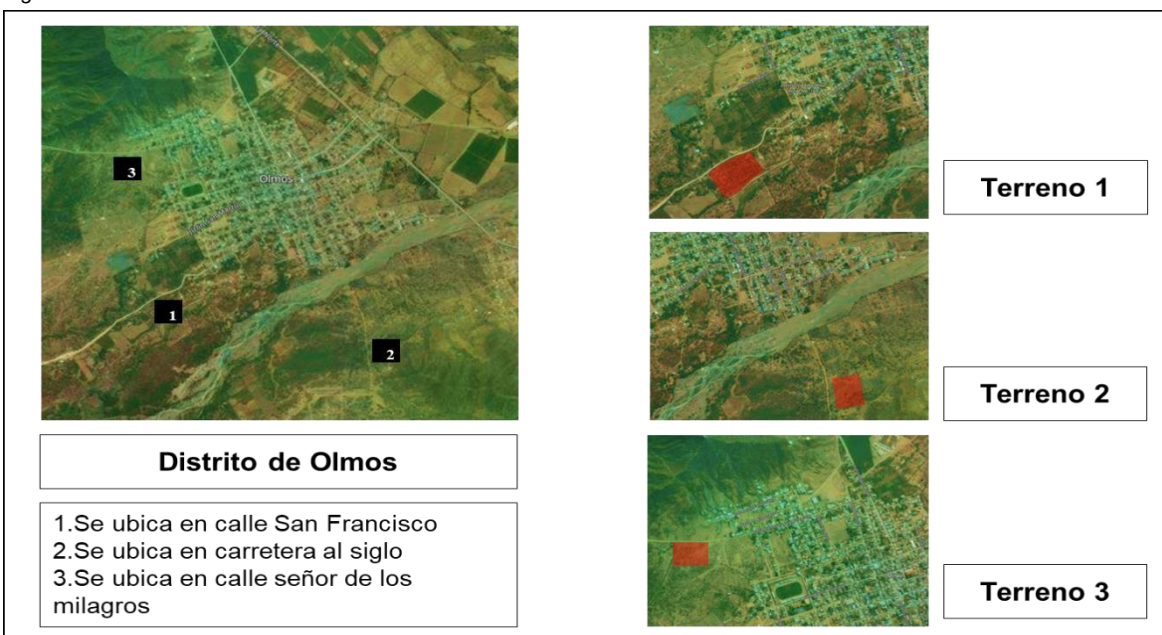 3
Olmos
1
2
Distrito de Olmos
1.Se ubica en calle San Francisco
2.Se ubica en carretera al siglo
3.Se ubica en calle señor de los
milagros
Terreno 1
Terreno 2
Terreno 3